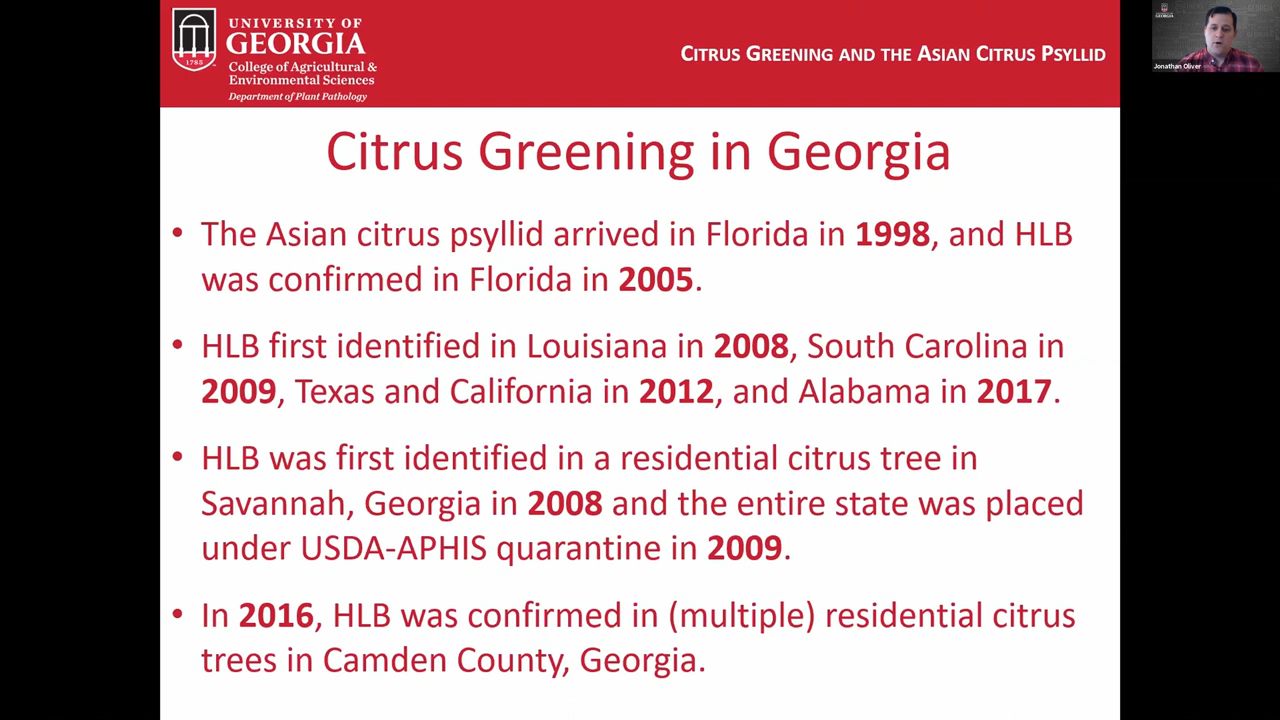 UNIVERSITY OF
GEORGIA
College of Agricultural &
Environmental Sciences
Department of Plant Pathology
1785
CITRUS GREENING AND THE ASIAN CITRUS PSYLLID
Jonathan Oliver
Citrus Greening in Georgia
• The Asian citrus psyllid arrived in Florida in 1998, and HLB
was confirmed in Florida in 2005.
• HLB first identified in Louisiana in 2008, South Carolina in
2009, Texas and California in 2012, and Alabama in 2017.
• HLB was first identified in a residential citrus tree in
Savannah, Georgia in 2008 and the entire state was placed
under USDA-APHIS quarantine in 2009.
• In 2016, HLB was confirmed in (multiple) residential citrus
trees in Camden County, Georgia.